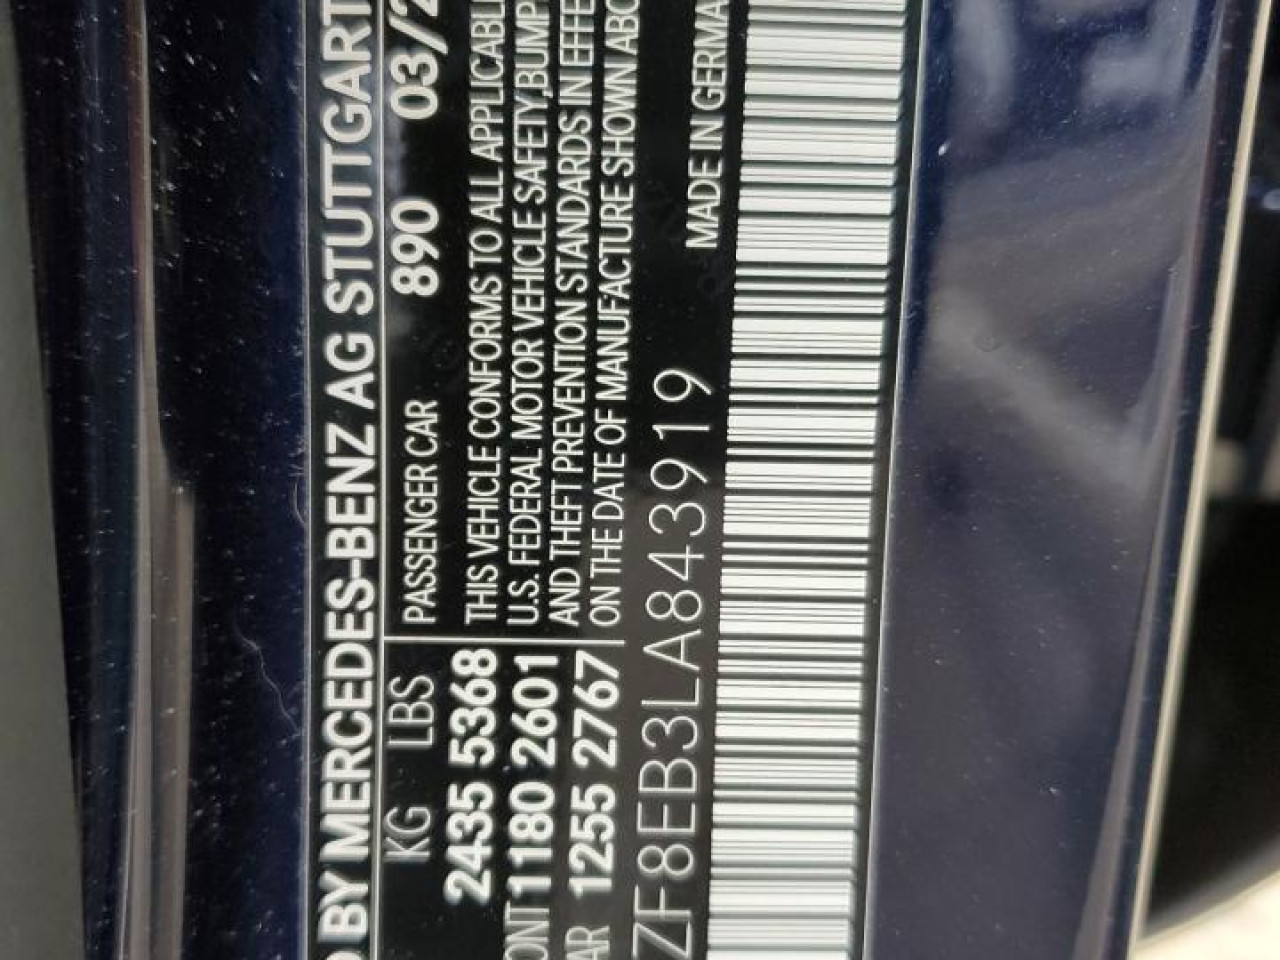 BY MERCEDES-BENZ AG STUTTGART
KG LBS PASSENGER CAR 890 03/2
2435 5368 THIS VEHICLE CONFORMS TO ALL APPLICABL
ONT 1180 2601 U.S. FEDERAL MOTOR VEHICLE SAFETY,BUMP
AR 1255 2767 AND THEFT PREVENTION STANDARDS IN EFFE
ON THE DATE OF MANUFACTURE SHOWN ABO
ZF8EB3LA843919 MADE IN GERMA